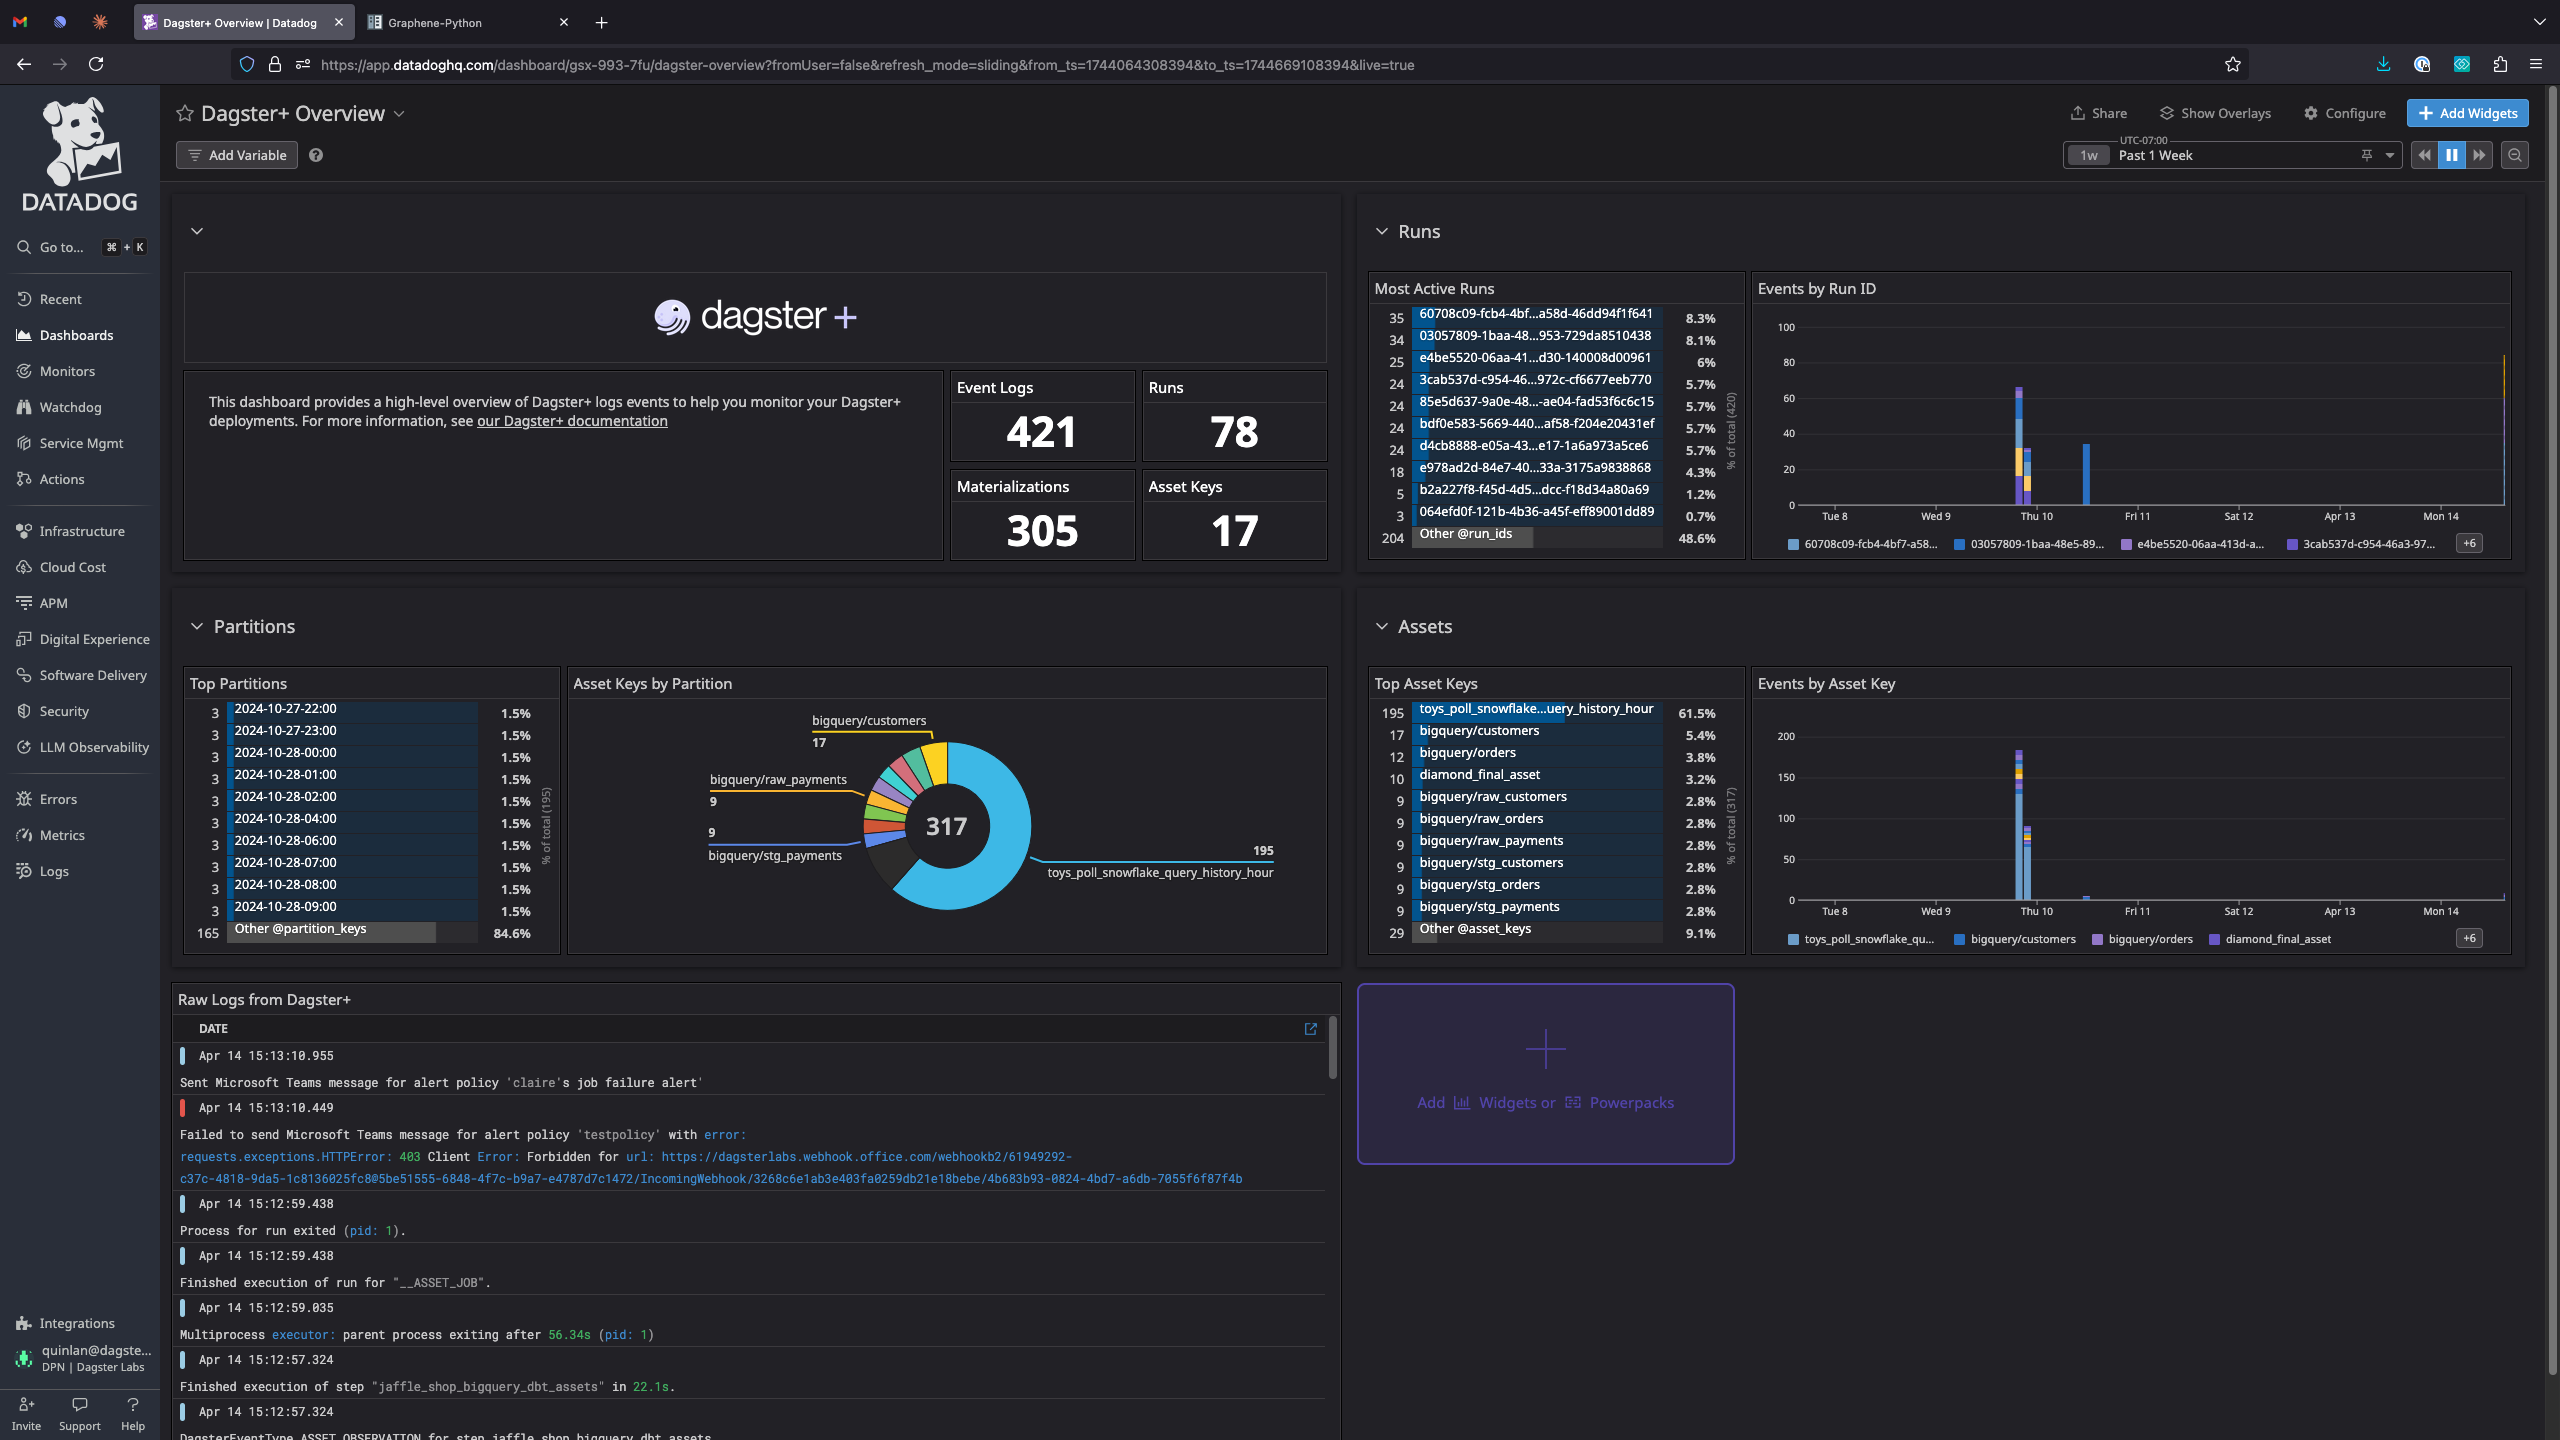 Dagster+ Overview | Datadog
Graphene-Python
https://app.datadoghq.com/dashboard/gsx-993-7fu/dagster-overview?fromUser=false&refresh_mode=sliding&from_ts=1744064308394&to_ts=1744669108394&live=true
DATADOG
Go to... ⌘ + K
Recent
Dashboards
Monitors
Watchdog
Service Mgmt
Actions
Infrastructure
Cloud Cost
APM
Digital Experience
Software Delivery
Security
LLM Observability
Errors
Metrics
Logs
Integrations
quinlan@dagste...
DPN | Dagster Labs
Invite Support Help
Dagster+ Overview
Share Show Overlays Configure Add Widgets
Add Variable
UTC-07:00
1w Past 1 Week
dagster +
This dashboard provides a high-level overview of Dagster+ logs events to help you monitor your Dagster+
deployments. For more information, see our Dagster+ documentation
Event Logs
421
Runs
78
Materializations
305
Asset Keys
17
Runs
Most Active Runs
35 60708c09-fcb4-4bf...a58d-46dd94f1f641 8.3%
34 03057809-1baa-48...953-729da8510438 8.1%
25 e4be5520-06aa-41...d30-140008d00961 6%
24 3cab537d-c954-46...972c-cf6677eeb770 5.7%
24 85e5d637-9a0e-48...-ae04-fad53f6c6c15 5.7%
24 bdf0e583-5669-440...af58-f204e20431ef 5.7%
24 d4cb8888-e05a-43...e17-1a6a973a5ce6 5.7%
18 e978ad2d-84e7-40...33a-3175a9838868 4.3%
5 b2a227f8-f45d-4d5...dcc-f18d34a80a69 1.2%
3 064efd0f-121b-4b36-a45f-eff89001dd89 0.7%
204 Other @run_ids 48.6%
% of total (420)
Events by Run ID
100
80
60
40
20
0
Tue 8 Wed 9 Thu 10 Fri 11 Sat 12 Apr 13 Mon 14
60708c09-fcb4-4bf7-a58... 03057809-1baa-48e5-89... e4be5520-06aa-413d-a... 3cab537d-c954-46a3-97... +6
Partitions
Top Partitions
3 2024-10-27-22:00 1.5%
3 2024-10-27-23:00 1.5%
3 2024-10-28-00:00 1.5%
3 2024-10-28-01:00 1.5%
3 2024-10-28-02:00 1.5%
3 2024-10-28-04:00 1.5%
3 2024-10-28-06:00 1.5%
3 2024-10-28-07:00 1.5%
3 2024-10-28-08:00 1.5%
3 2024-10-28-09:00 1.5%
165 Other @partition_keys 84.6%
% of total (195)
Asset Keys by Partition
bigquery/customers
17
bigquery/raw_payments
9
9
bigquery/stg_payments
317
195
toys_poll_snowflake_query_history_hour
Assets
Top Asset Keys
195 toys_poll_snowflake...uery_history_hour 61.5%
17 bigquery/customers 5.4%
12 bigquery/orders 3.8%
10 diamond_final_asset 3.2%
9 bigquery/raw_customers 2.8%
9 bigquery/raw_orders 2.8%
9 bigquery/raw_payments 2.8%
9 bigquery/stg_customers 2.8%
9 bigquery/stg_orders 2.8%
9 bigquery/stg_payments 2.8%
29 Other @asset_keys 9.1%
% of total (317)
Events by Asset Key
200
150
100
50
0
Tue 8 Wed 9 Thu 10 Fri 11 Sat 12 Apr 13 Mon 14
toys_poll_snowflake_qu... bigquery/customers bigquery/orders diamond_final_asset +6
Raw Logs from Dagster+
DATE
Apr 14 15:13:10.955
Sent Microsoft Teams message for alert policy 'claire's job failure alert'
Apr 14 15:13:10.449
Failed to send Microsoft Teams message for alert policy 'testpolicy' with error:
requests.exceptions.HTTPError: 403 Client Error: Forbidden for url: https://dagsterlabs.webhook.office.com/webhookb2/61949292-
c37c-4818-9da5-1c8136025fc8@5be51555-6848-4f7c-b9a7-e4787d7c1472/IncomingWebhook/3268c6e1ab3e403fa0259db21e18bebe/4b683b93-0824-4bd7-a6db-7055f6f87f4b
Apr 14 15:12:59.438
Process for run exited (pid: 1).
Apr 14 15:12:59.438
Finished execution of run for "__ASSET_JOB".
Apr 14 15:12:59.035
Multiprocess executor: parent process exiting after 56.34s (pid: 1)
Apr 14 15:12:57.324
Finished execution of step "jaffle_shop_bigquery_dbt_assets" in 22.1s.
Apr 14 15:12:57.324
DagsterEventType.ASSET_OBSERVATION for step jaffle_shop_bigquery_dbt_assets
Add Widgets or Powerpacks